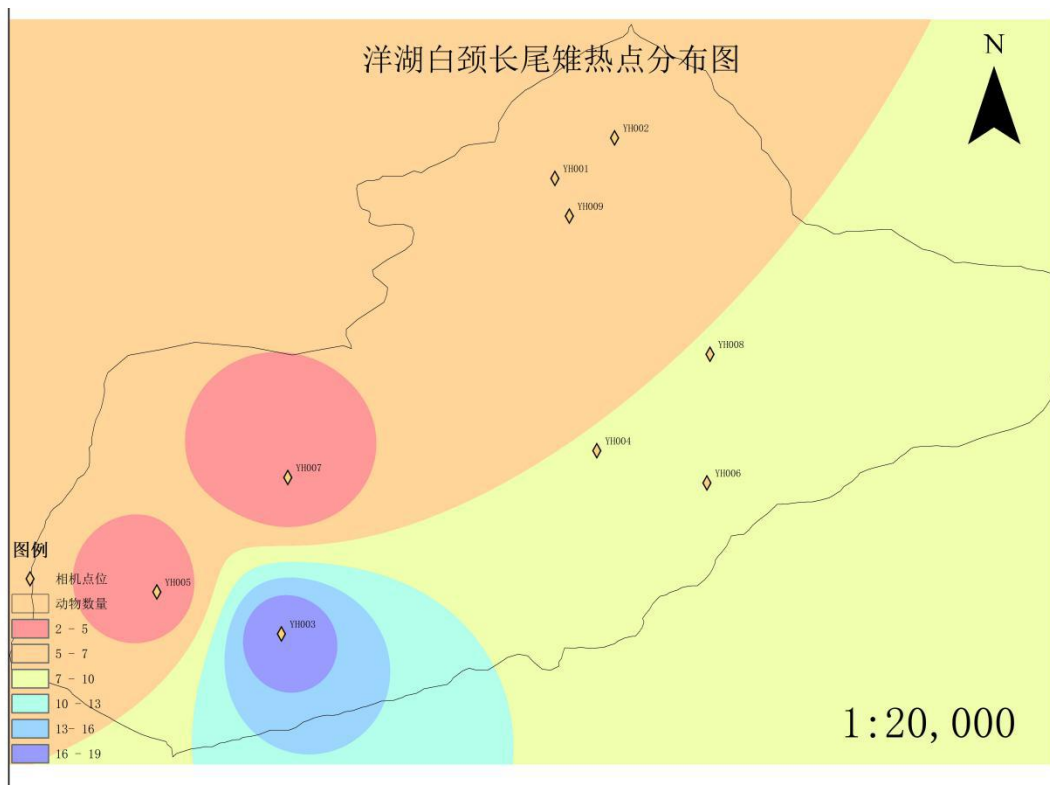 洋湖白颈长尾雉热点分布图
N
YH002
YH001
YH009
YH008
YH004
YH007
YH006
图例
相机点位
YH005
动物数量
2 - 5
YH003
5 - 7
7 - 10
10 - 13
13- 16
16 - 19
1:20,000